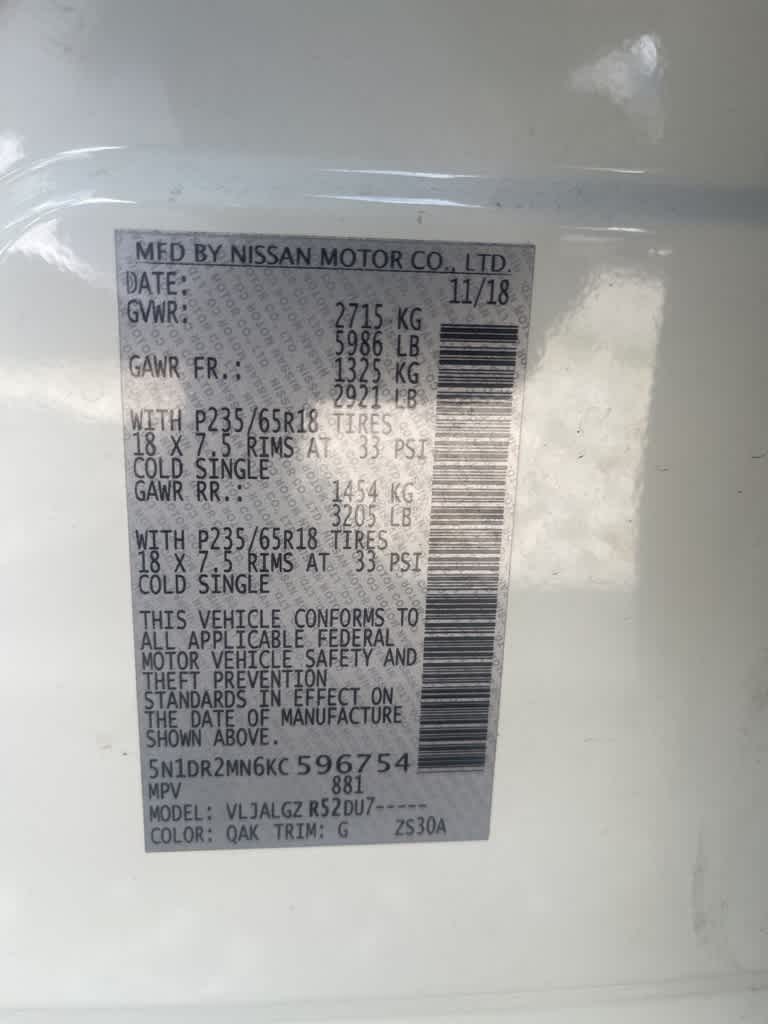 MFD BY NISSAN MOTOR CO., LTD.
DATE: 11/18
GVWR: 2715 KG
5986 LB
GAWR FR.: 1325 KG
2921 LB
WITH P235/65R18 TIRES
18 X 7.5 RIMS AT 33 PSI
COLD SINGLE
GAWR RR.: 1454 KG
3205 LB
WITH P235/65R18 TIRES
18 X 7.5 RIMS AT 33 PSI
COLD SINGLE
THIS VEHICLE CONFORMS TO
ALL APPLICABLE FEDERAL
MOTOR VEHICLE SAFETY AND
THEFT PREVENTION
STANDARDS IN EFFECT ON
THE DATE OF MANUFACTURE
SHOWN ABOVE.
5N1DR2MN6KC 596754
MPV 881
MODEL: VLJALGZ R52DU7-----
COLOR: QAK TRIM: G ZS30A